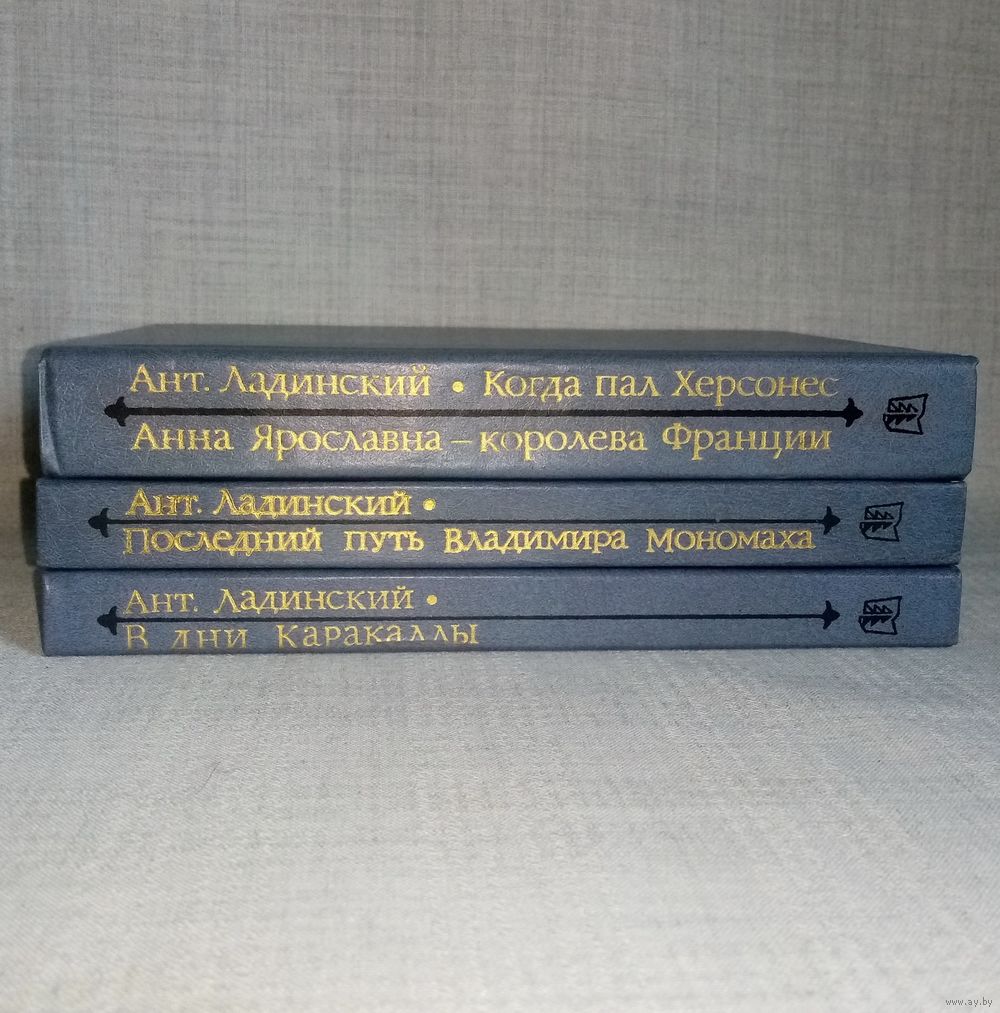 Ант. Ладинский • Когда пал Херсонес
Анна Ярославна – королева Франции
Ант. Ладинский •
Последний путь Владимира Мономаха
Ант. Ладинский •
В дни Каракаллы
www.ay.by